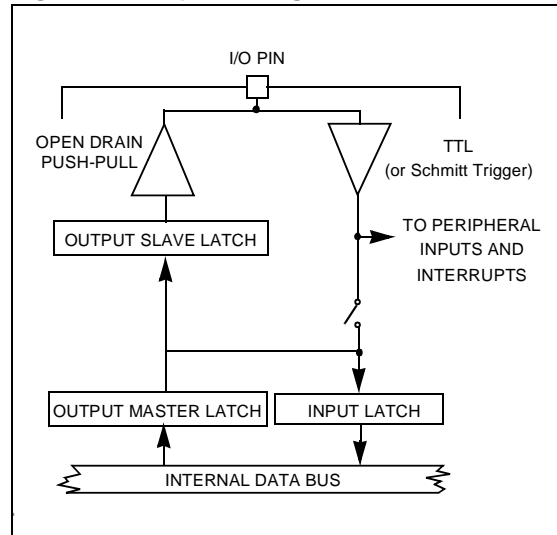 I/O PIN
OPEN DRAIN
PUSH-PULL
TTL
(or Schmitt Trigger)
OUTPUT SLAVE LATCH
TO PERIPHERAL
INPUTS AND
INTERRUPTS
OUTPUT MASTER LATCH
INPUT LATCH
INTERNAL DATA BUS